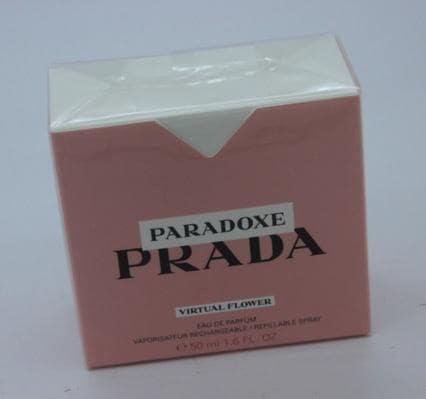 PARADOXE
PRADA
VIRTUAL FLOWER
EAU DE PARFUM
VAPORISATEUR RECHARGEABLE / REFILLABLE SPRAY
℮ 50 ml 1.6 FL. OZ